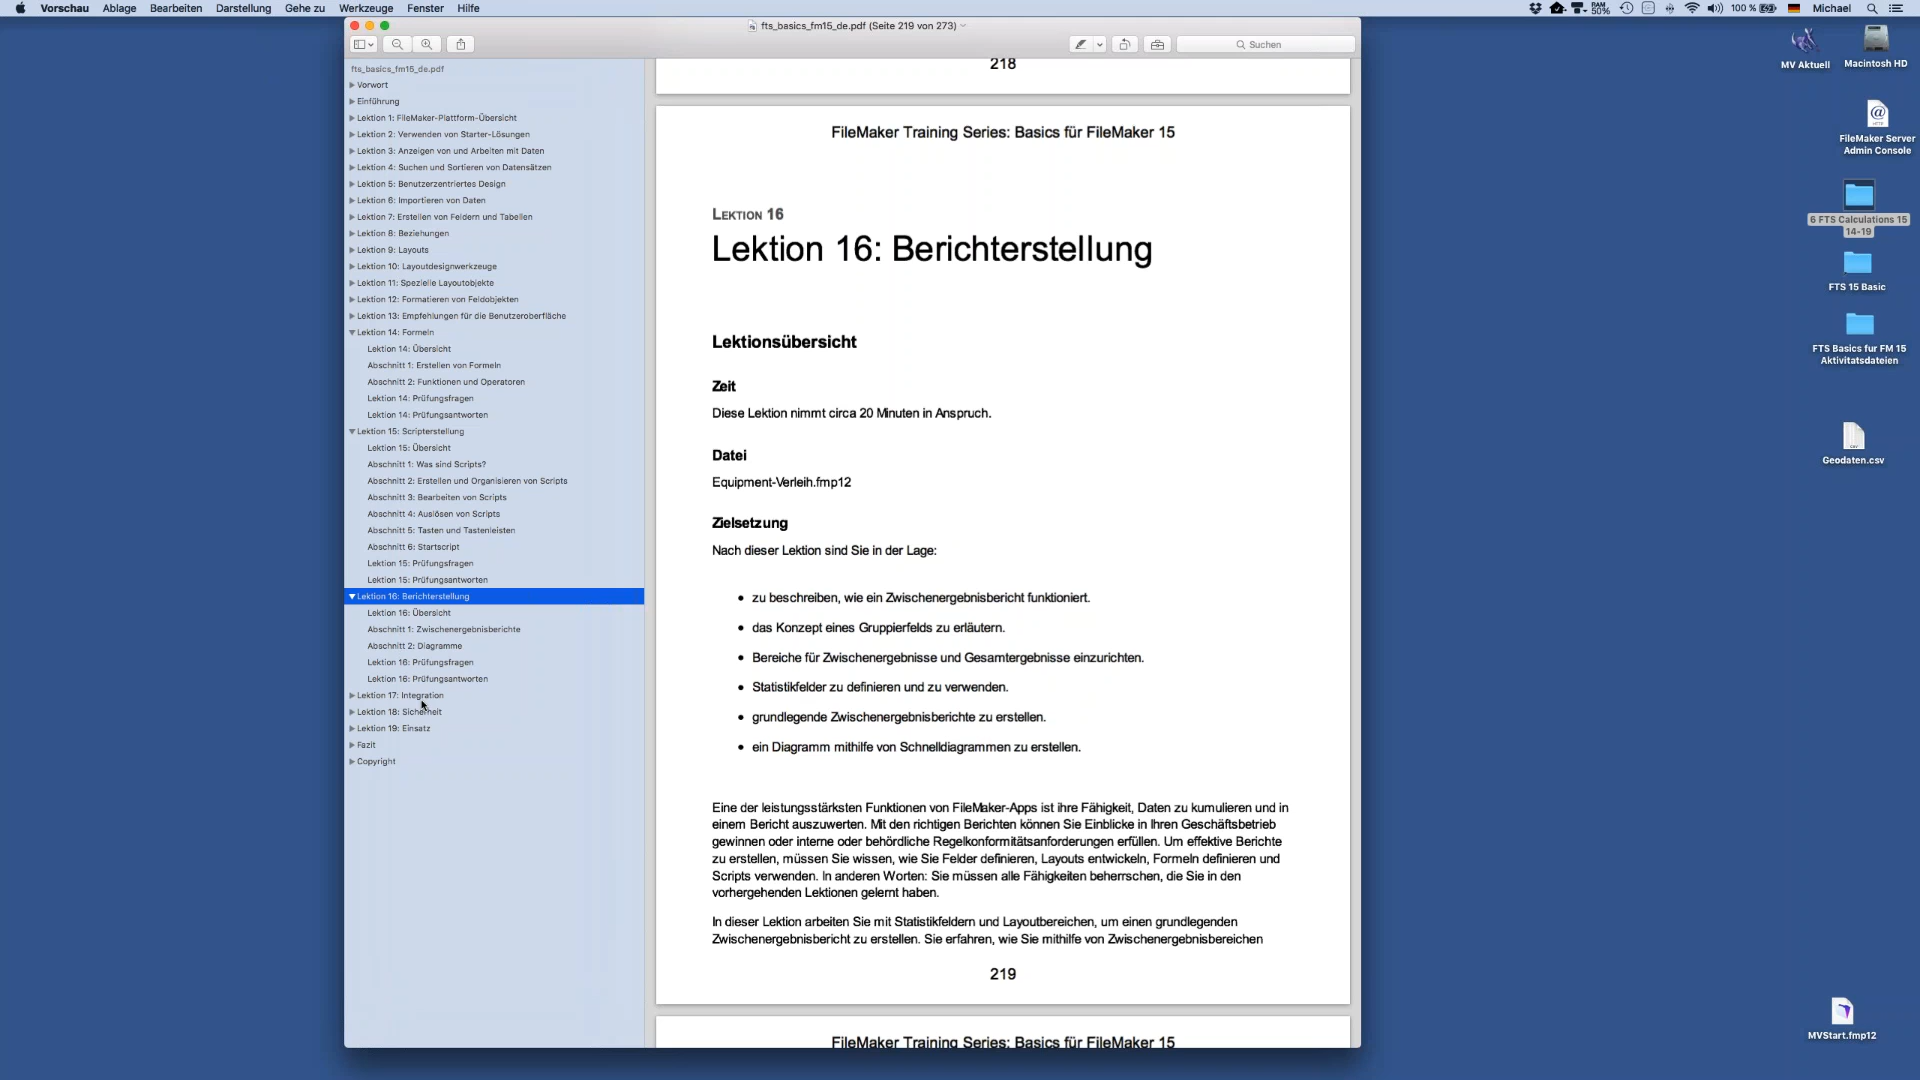 Vorschau Ablage Bearbeiten Darstellung Gehe zu Werkzeuge Fenster Hilfe
RAM 50% 100 % Michael
fts_basics_fm15_de.pdf (Seite 219 von 273)
Suchen
fts_basics_fm15_de.pdf
Vorwort
Einführung
Lektion 1: FileMaker-Plattform-Übersicht
Lektion 2: Verwenden von Starter-Lösungen
Lektion 3: Anzeigen von und Arbeiten mit Daten
Lektion 4: Suchen und Sortieren von Datensätzen
Lektion 5: Benutzerzentriertes Design
Lektion 6: Importieren von Daten
Lektion 7: Erstellen von Feldern und Tabellen
Lektion 8: Beziehungen
Lektion 9: Layouts
Lektion 10: Layoutdesignwerkzeuge
Lektion 11: Spezielle Layoutobjekte
Lektion 12: Formatieren von Feldobjekten
Lektion 13: Empfehlungen für die Benutzeroberfläche
Lektion 14: Formeln
Lektion 14: Übersicht
Abschnitt 1: Erstellen von Formeln
Abschnitt 2: Funktionen und Operatoren
Lektion 14: Prüfungsfragen
Lektion 14: Prüfungsantworten
Lektion 15: Scripterstellung
Lektion 15: Übersicht
Abschnitt 1: Was sind Scripts?
Abschnitt 2: Erstellen und Organisieren von Scripts
Abschnitt 3: Bearbeiten von Scripts
Abschnitt 4: Auslösen von Scripts
Abschnitt 5: Tasten und Tastenleisten
Abschnitt 6: Startscript
Lektion 15: Prüfungsfragen
Lektion 15: Prüfungsantworten
Lektion 16: Berichterstellung
Lektion 16: Übersicht
Abschnitt 1: Zwischenergebnisberichte
Abschnitt 2: Diagramme
Lektion 16: Prüfungsfragen
Lektion 16: Prüfungsantworten
Lektion 17: Integration
Lektion 18: Sicherheit
Lektion 19: Einsatz
Fazit
Copyright
218
FileMaker Training Series: Basics für FileMaker 15
LEKTION 16
Lektion 16: Berichterstellung
Lektionsübersicht
Zeit
Diese Lektion nimmt circa 20 Minuten in Anspruch.
Datei
Equipment-Verleih.fmp12
Zielsetzung
Nach dieser Lektion sind Sie in der Lage:
• zu beschreiben, wie ein Zwischenergebnisbericht funktioniert.
• das Konzept eines Gruppierfelds zu erläutern.
• Bereiche für Zwischenergebnisse und Gesamtergebnisse einzurichten.
• Statistikfelder zu definieren und zu verwenden.
• grundlegende Zwischenergebnisberichte zu erstellen.
• ein Diagramm mithilfe von Schnelldiagrammen zu erstellen.
Eine der leistungsstärksten Funktionen von FileMaker-Apps ist ihre Fähigkeit, Daten zu kumulieren und in
einem Bericht auszuwerten. Mit den richtigen Berichten können Sie Einblicke in Ihren Geschäftsbetrieb
gewinnen oder interne oder behördliche Regelkonformitätsanforderungen erfüllen. Um effektive Berichte
zu erstellen, müssen Sie wissen, wie Sie Felder definieren, Layouts entwickeln, Formeln definieren und
Scripts verwenden. In anderen Worten: Sie müssen alle Fähigkeiten beherrschen, die Sie in den
vorhergehenden Lektionen gelernt haben.
In dieser Lektion arbeiten Sie mit Statistikfeldern und Layoutbereichen, um einen grundlegenden
Zwischenergebnisbericht zu erstellen. Sie erfahren, wie Sie mithilfe von Zwischenergebnisbereichen
219
FileMaker Training Series: Basics für FileMaker 15
MV Aktuell
Macintosh HD
FileMaker Server
Admin Console
6 FTS Calculations 15
14-19
FTS 15 Basic
FTS Basics fur FM 15
Aktivitatsdateien
Geodaten.csv
MVStart.fmp12